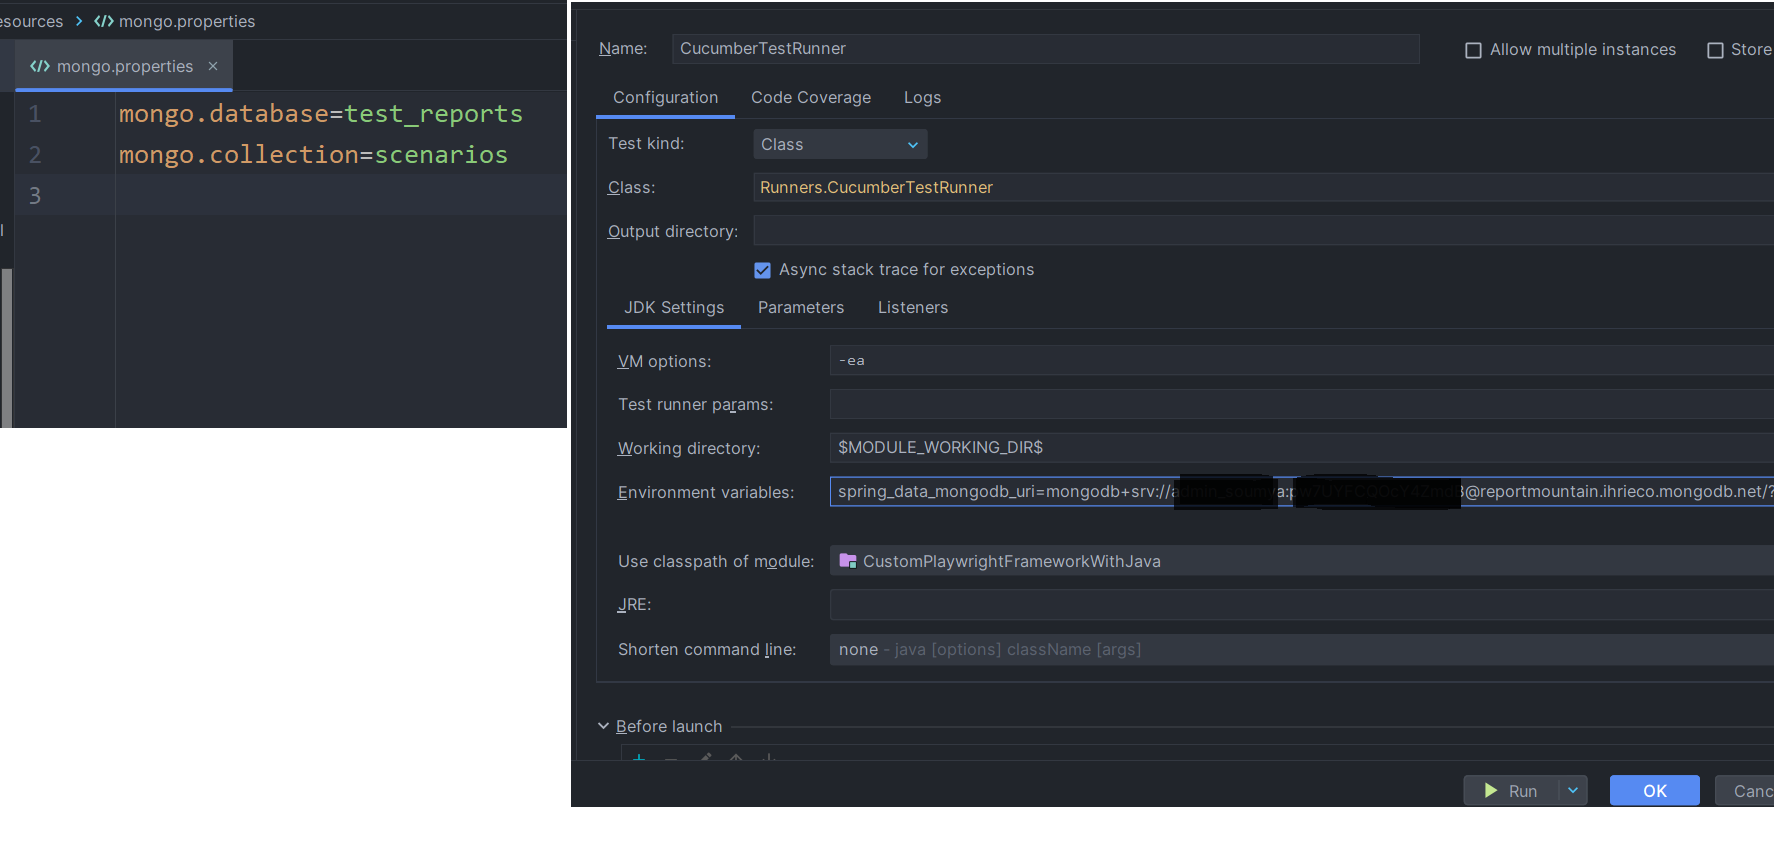 esources > </> mongo.properties
</> mongo.properties ×
1 mongo.database=test_reports
2 mongo.collection=scenarios
3
Name: CucumberTestRunner
Allow multiple instances
Store
Configuration Code Coverage Logs
Test kind: Class
Class: Runners.CucumberTestRunner
Output directory:
Async stack trace for exceptions
JDK Settings Parameters Listeners
VM options: -ea
Test runner params:
Working directory: $MODULE_WORKING_DIR$
Environment variables: spring_data_mongodb_uri=mongodb+srv:// @reportmountain.ihrieco.mongodb.net/?
Use classpath of module: CustomPlaywrightFrameworkWithJava
JRE:
Shorten command line: none - java [options] className [args]
Before launch
Run OK Canc